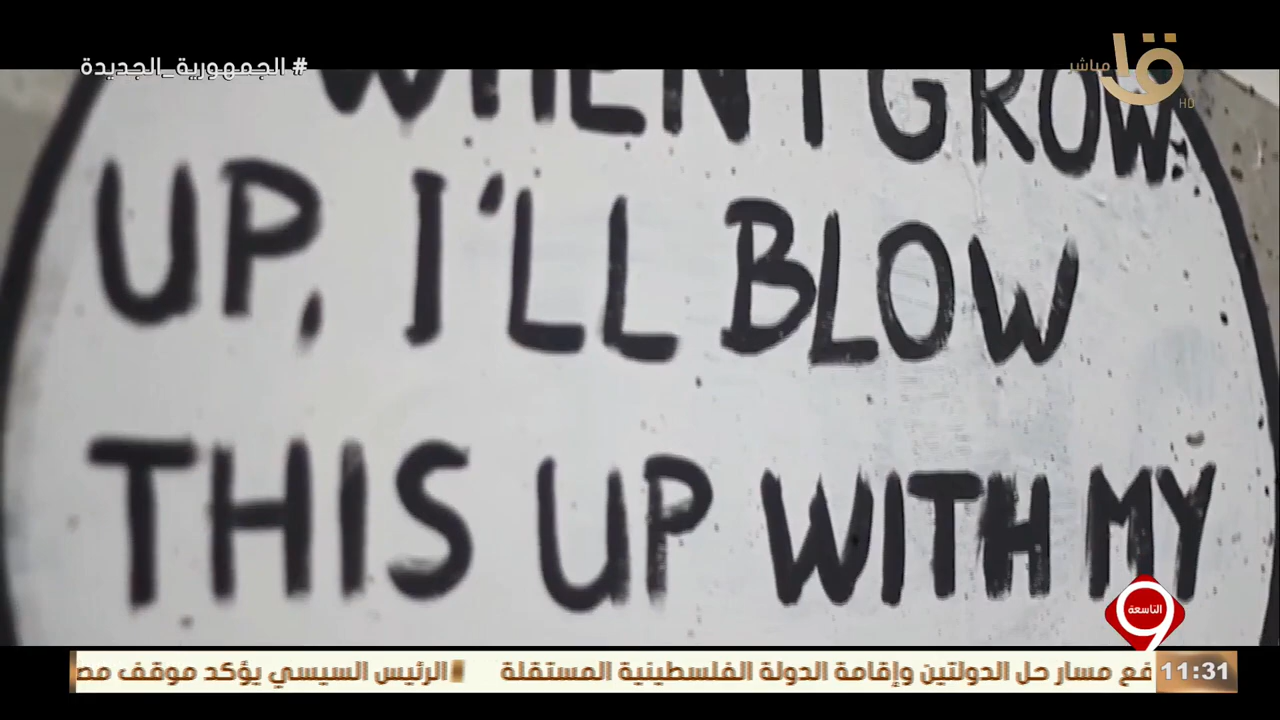 # الجمهورية_الجديدة
مباشر
HD
WHEN I GROW
UP, I'LL BLOW
THIS UP WITH MY
التاسعة
9
11:31
فع مسار حل الدولتين وإقامة الدولة الفلسطينية المستقلة
الرئيس السيسي يؤكد موقف مص